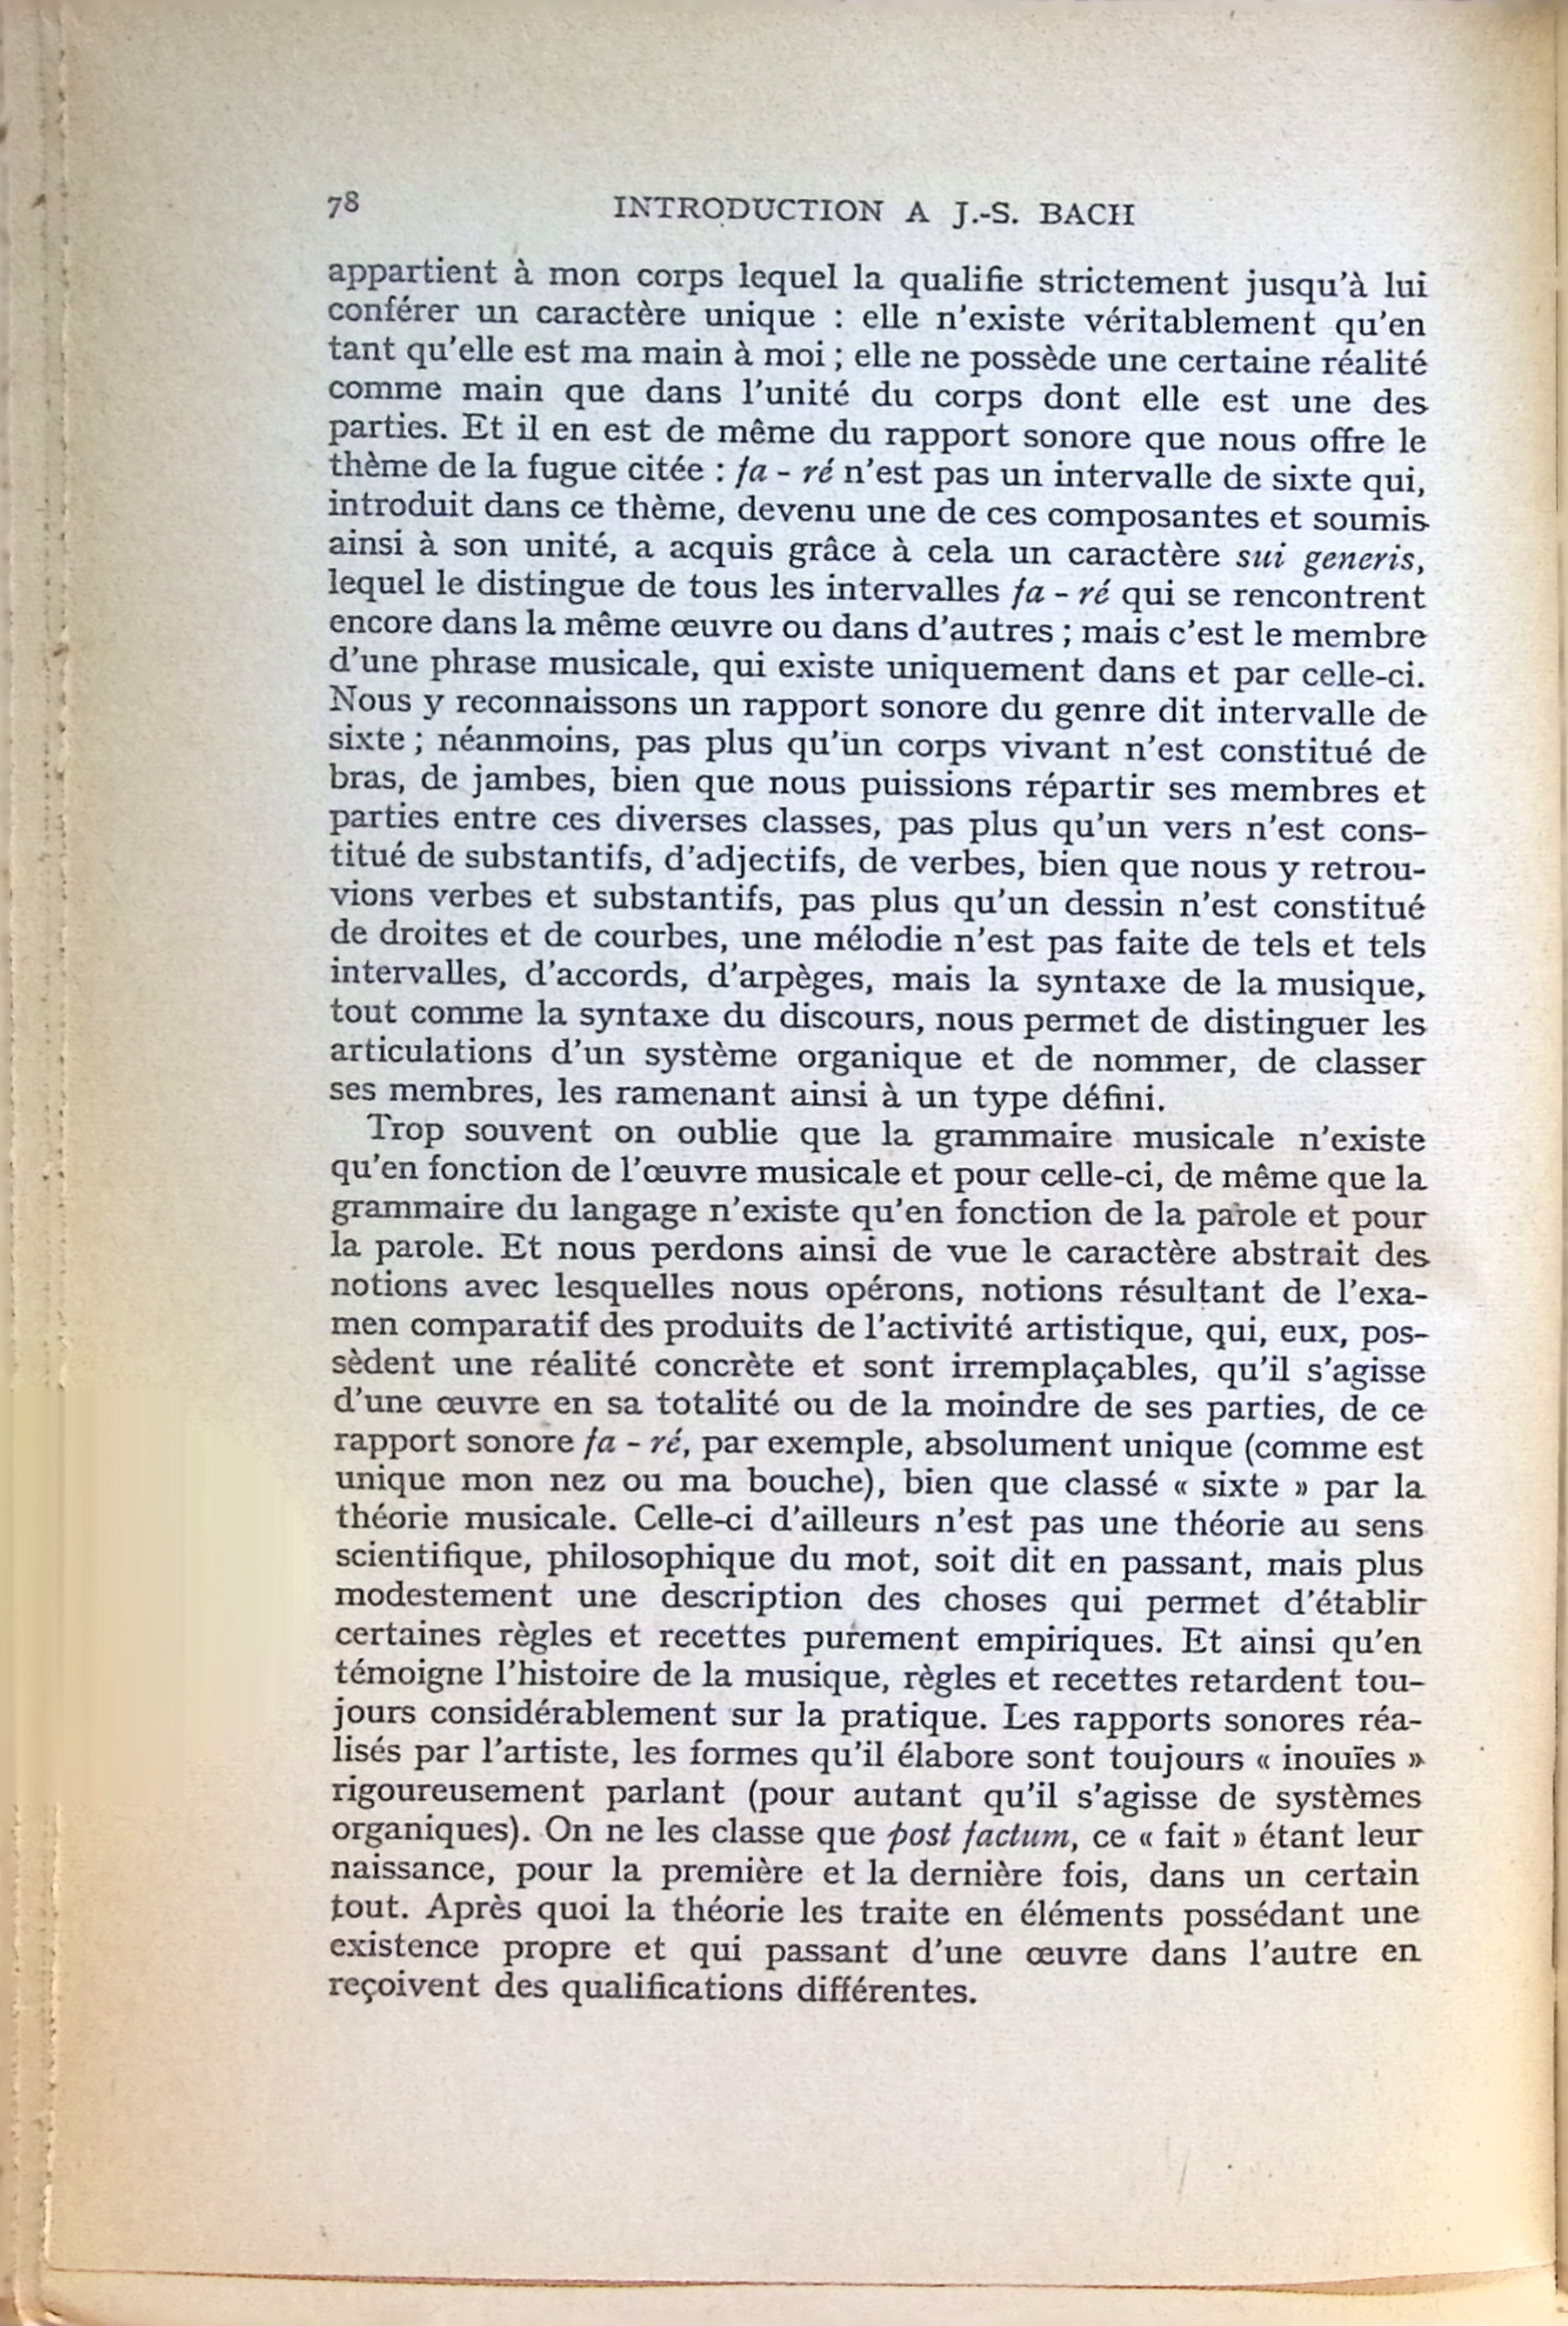 78 INTRODUCTION A J.-S. BACH
appartient à mon corps lequel la qualifie strictement jusqu'à lui
conférer un caractère unique : elle n'existe véritablement qu'en
tant qu'elle est ma main à moi ; elle ne possède une certaine réalité
comme main que dans l'unité du corps dont elle est une des
parties. Et il en est de même du rapport sonore que nous offre le
thème de la fugue citée : fa - ré n'est pas un intervalle de sixte qui,
introduit dans ce thème, devenu une de ces composantes et soumis
ainsi à son unité, a acquis grâce à cela un caractère sui generis,
lequel le distingue de tous les intervalles fa - ré qui se rencontrent
encore dans la même œuvre ou dans d'autres ; mais c'est le membre
d'une phrase musicale, qui existe uniquement dans et par celle-ci.
Nous y reconnaissons un rapport sonore du genre dit intervalle de
sixte ; néanmoins, pas plus qu'un corps vivant n'est constitué de
bras, de jambes, bien que nous puissions répartir ses membres et
parties entre ces diverses classes, pas plus qu'un vers n'est cons-
titué de substantifs, d'adjectifs, de verbes, bien que nous y retrou-
vions verbes et substantifs, pas plus qu'un dessin n'est constitué
de droites et de courbes, une mélodie n'est pas faite de tels et tels
intervalles, d'accords, d'arpèges, mais la syntaxe de la musique,
tout comme la syntaxe du discours, nous permet de distinguer les
articulations d'un système organique et de nommer, de classer
ses membres, les ramenant ainsi à un type défini.
Trop souvent on oublie que la grammaire musicale n'existe
qu'en fonction de l'œuvre musicale et pour celle-ci, de même que la
grammaire du langage n'existe qu'en fonction de la parole et pour
la parole. Et nous perdons ainsi de vue le caractère abstrait des
notions avec lesquelles nous opérons, notions résultant de l'exa-
men comparatif des produits de l'activité artistique, qui, eux, pos-
sèdent une réalité concrète et sont irremplaçables, qu'il s'agisse
d'une œuvre en sa totalité ou de la moindre de ses parties, de ce
rapport sonore fa - ré, par exemple, absolument unique (comme est
unique mon nez ou ma bouche), bien que classé « sixte » par la
théorie musicale. Celle-ci d'ailleurs n'est pas une théorie au sens
scientifique, philosophique du mot, soit dit en passant, mais plus
modestement une description des choses qui permet d'établir
certaines règles et recettes purement empiriques. Et ainsi qu'en
témoigne l'histoire de la musique, règles et recettes retardent tou-
jours considérablement sur la pratique. Les rapports sonores réa-
lisés par l'artiste, les formes qu'il élabore sont toujours « inouïes »
rigoureusement parlant (pour autant qu'il s'agisse de systèmes
organiques). On ne les classe que post factum, ce « fait » étant leur
naissance, pour la première et la dernière fois, dans un certain
tout. Après quoi la théorie les traite en éléments possédant une
existence propre et qui passant d'une œuvre dans l'autre en
reçoivent des qualifications différentes.